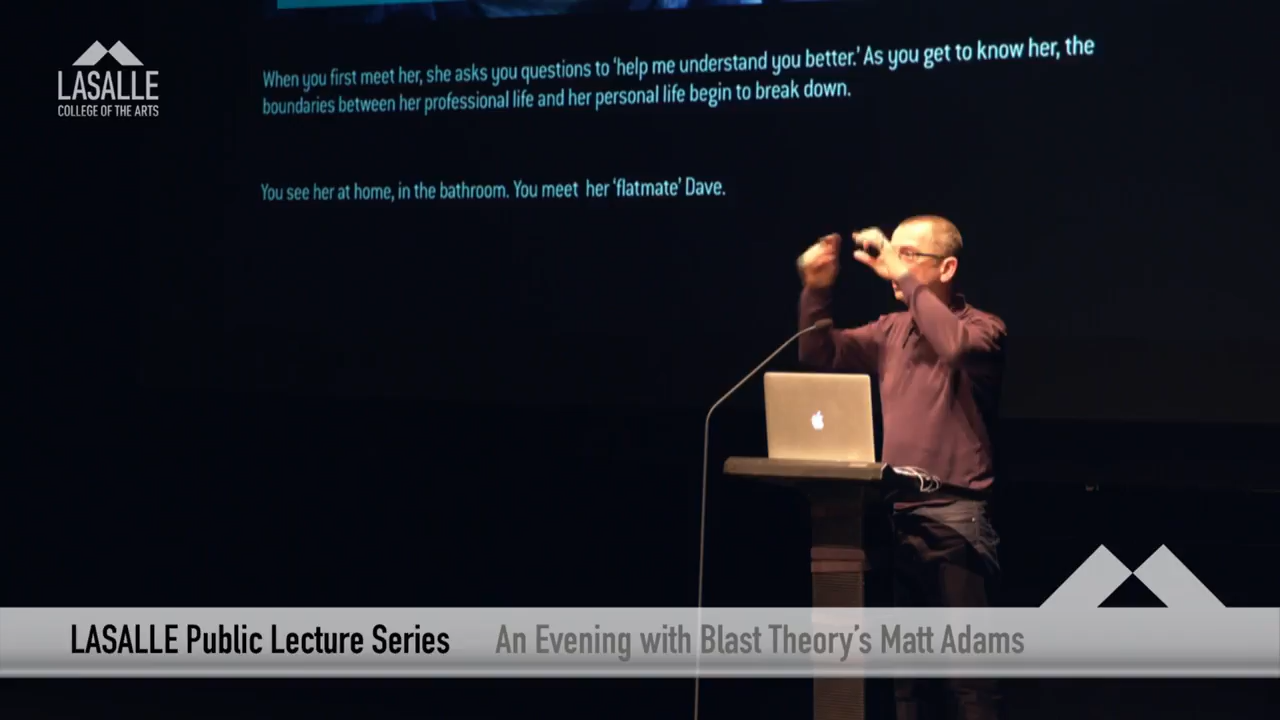 LASALLE
COLLEGE OF THE ARTS
When you first meet her, she asks you questions to ‘help me understand you better.’ As you get to know her, the
boundaries between her professional life and her personal life begin to break down.
You see her at home, in the bathroom. You meet her ‘flatmate’ Dave.
LASALLE Public Lecture Series An Evening with Blast Theory’s Matt Adams